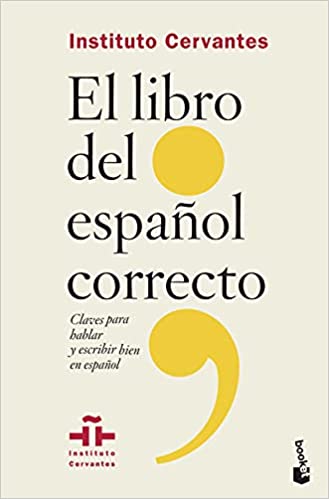 Instituto Cervantes
El libro
del
español
correcto
Claves para
hablar
y escribir bien
en español
Instituto
Cervantes
booket